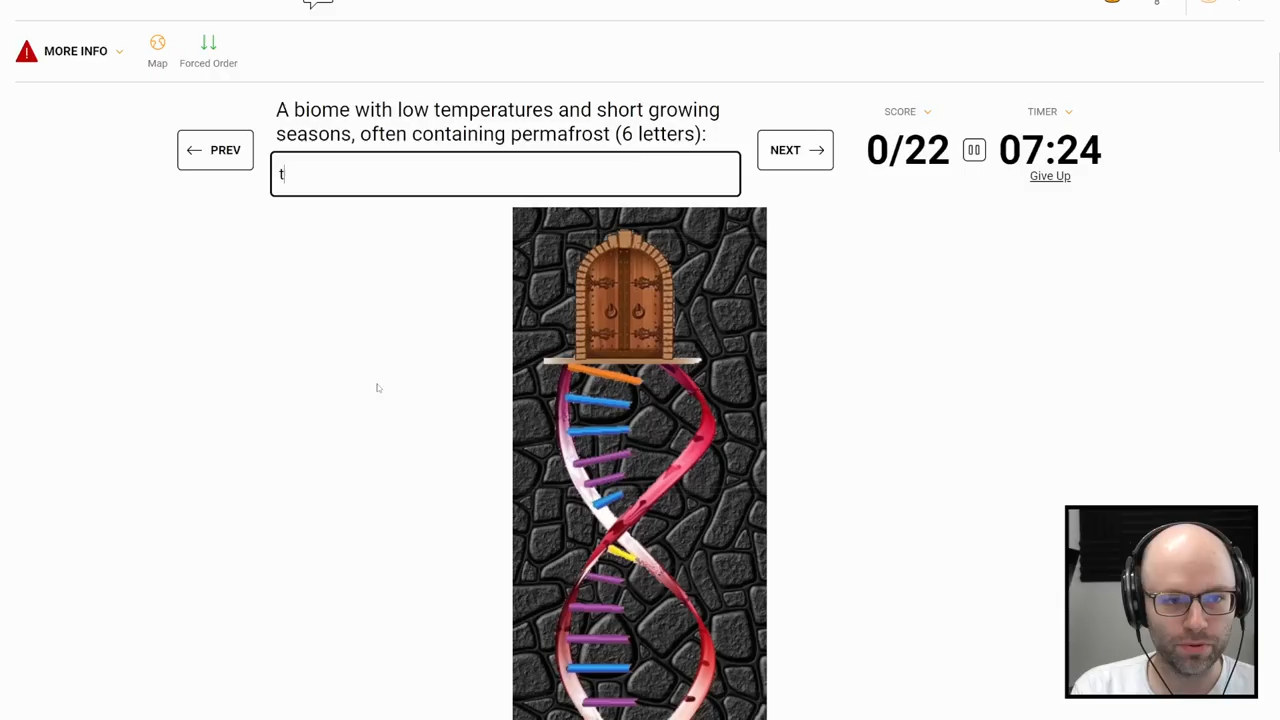 MORE INFO
Map
Forced Order
A biome with low temperatures and short growing
seasons, often containing permafrost (6 letters):
PREV
t
NEXT
SCORE
0/22
TIMER
07:24
Give Up